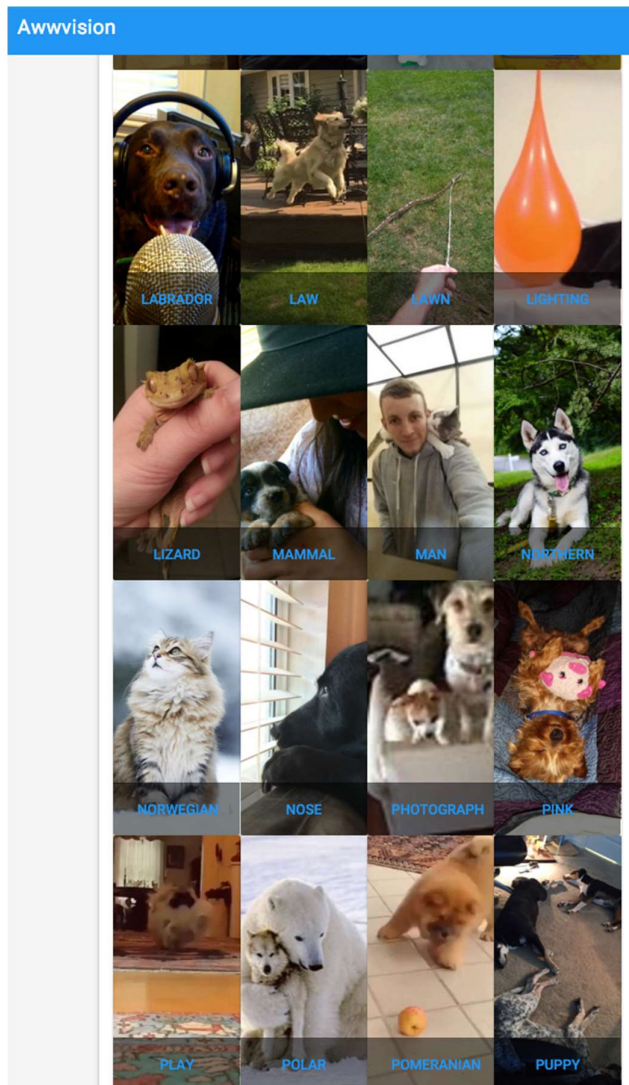 Awwvision
LABRADOR
LAW
LAWN
LIGHTING
LIZARD
MAMMAL
MAN
NORTHERN
NORWEGIAN
NOSE
PHOTOGRAPH
PINK
PLAY
POLAR
POMERANIAN
PUPPY